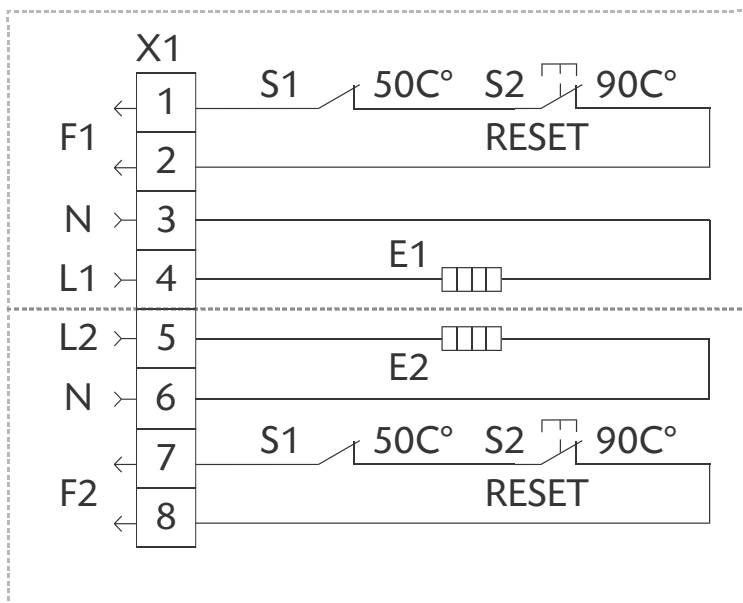 X1
1 S1 50C° S2 90C°
F1 RESET
2
N 3
E1
L1 4
L2 5
E2
N 6
7 S1 50C° S2 90C°
F2 RESET
8